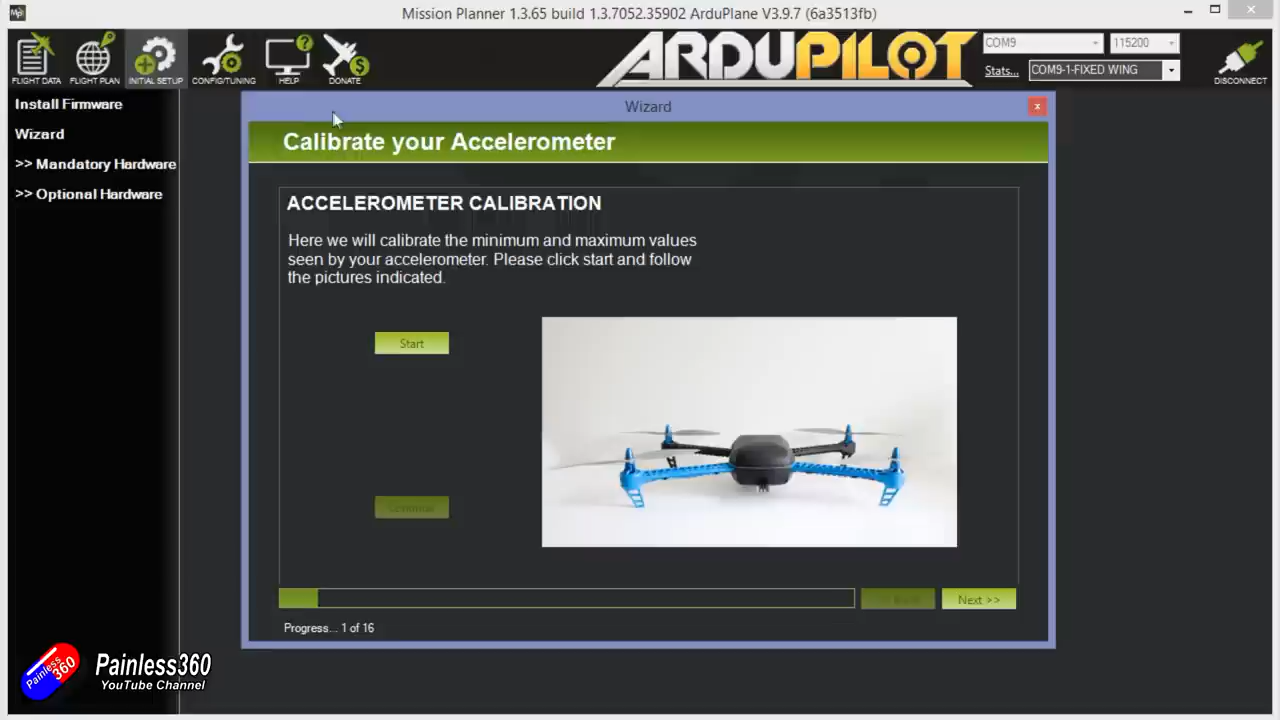 Mission Planner 1.3.65 build 1.3.7052.35902 ArduPlane V3.9.7 (6a3513fb)
FLIGHT DATA
FLIGHT PLAN
INITIAL SETUP
CONFIG/TUNING
HELP
DONATE
ARDUPILOT
COM9
115200
Stats...
COM9-1-FIXED WING
DISCONNECT
Install Firmware
Wizard
>> Mandatory Hardware
>> Optional Hardware
Wizard
Calibrate your Accelerometer
ACCELEROMETER CALIBRATION
Here we will calibrate the minimum and maximum values
seen by your accelerometer. Please click start and follow
the pictures indicated.
Start
Continue
Next >>
Progress... 1 of 16
Painless360
Painless360
YouTube Channel